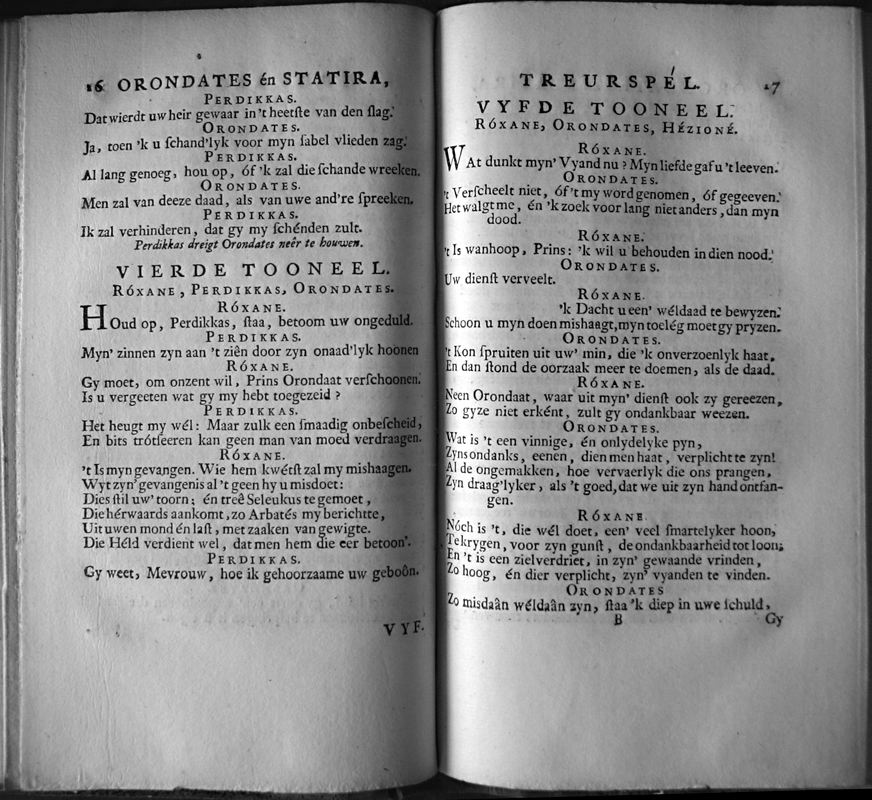 16 ORONDATES én STATIRA,
PERDIKKAS.
Dat wierdt uw heir gewaar in 't heetſte van den ſlag.
ORONDATES.
Ja, toen 'k u ſchand'lyk voor myn ſabel vlieden zag.
PERDIKKAS.
Al lang genoeg, hou op, óf 'k zal die ſchande wreeken.
ORONDATES.
Men zal van deeze daad, als van uwe and're ſpreeken.
PERDIKKAS.
Ik zal verhinderen, dat gy my ſchénden zult.
Perdikkas dreigt Orondates neêr te houwen.
VIERDE TOONEEL.
RÓXANE, PERDIKKAS, ORONDATES.
RÓXANE.
HOud op, Perdikkas, ſtaa, betoom uw ongeduld.
PERDIKKAS.
Myn' zinnen zyn aan 't ziên door zyn onaad'lyk hoonen
RÓXANE.
Gy moet, om onzent wil, Prins Orondaat verſchoonen.
Is u vergeeten wat gy my hebt toegezeid?
PERDIKKAS.
Het heugt my wél: Maar zulk een ſmaadig onbeſcheid,
En bits trótſeeren kan geen man van moed verdraagen.
RÓXANE.
't Is myn gevangen. Wie hem kwétſt zal my mishaagen.
Wyt zyn' gevangenis al 't geen hy u misdoet:
Dies ſtil uw' toorn; én treê Seleukus te gemoet,
Die hérwaards aankomt, zo Arbatés my berichtte,
Uit uwen mond én laſt, met zaaken van gewigte.
Die Héld verdient wel, dat men hem die eer betoon'.
PERDIKKAS.
Gy weet, Mevrouw, hoe ik gehoorzaame uw geboôn.
VYF-
TREURSPÉL. 17
VYFDE TOONEEL.
RÓXANE, ORONDATES, HÉZIONÉ.
RÓXANE.
WAt dunkt myn' Vyand nu? Myn liefde gaf u 't leeven.
ORONDATES.
't Verſcheelt niet, óf 't my word genomen, óf gegeeven.
Het walgt me, én 'k zoek voor lang niet anders, dan myn
dood.
RÓXANE.
't Is wanhoop, Prins: 'k wil u behouden in dien nood.
ORONDATES.
Uw dienſt verveelt.
RÓXANE.
'k Dacht u een' wéldaad te bewyzen.
Schoon u myn doen mishaagt, myn toelég moet gy pryzen.
ORONDATES.
't Kon ſpruiten uit uw' min, die 'k onverzoenlyk haat,
En dan ſtond de oorzaak meer te doemen, als de daad.
RÓXANE.
Neen Orondaat, waar uit myn' dienſt ook zy gereezen,
Zo gy ze niet erként, zult gy ondankbaar weezen.
ORONDATES.
Wat is 't een vinnige, én onlydelyke pyn,
Zyns ondanks, eenen, dien men haat, verplicht te zyn!
Al de ongemakken, hoe vervaerlyk die ons prangen,
Zyn draag'lyker, als 't goed, dat we uit zyn hand ontfan-
gen.
RÓXANE.
Nóch is 't, die wél doet, een' veel ſmartelyker hoon,
Te krygen, voor zyn gunſt, de ondankbaarheid tot loon;
En 't is een zielverdriet, in zyn' gewaande vrinden,
Zo hoog, én dier verplicht, zyn' vyanden te vinden.
ORONDATES
Zo misdaân wéldaân zyn, ſtaa 'k diep in uwe ſchuld,
B Gy